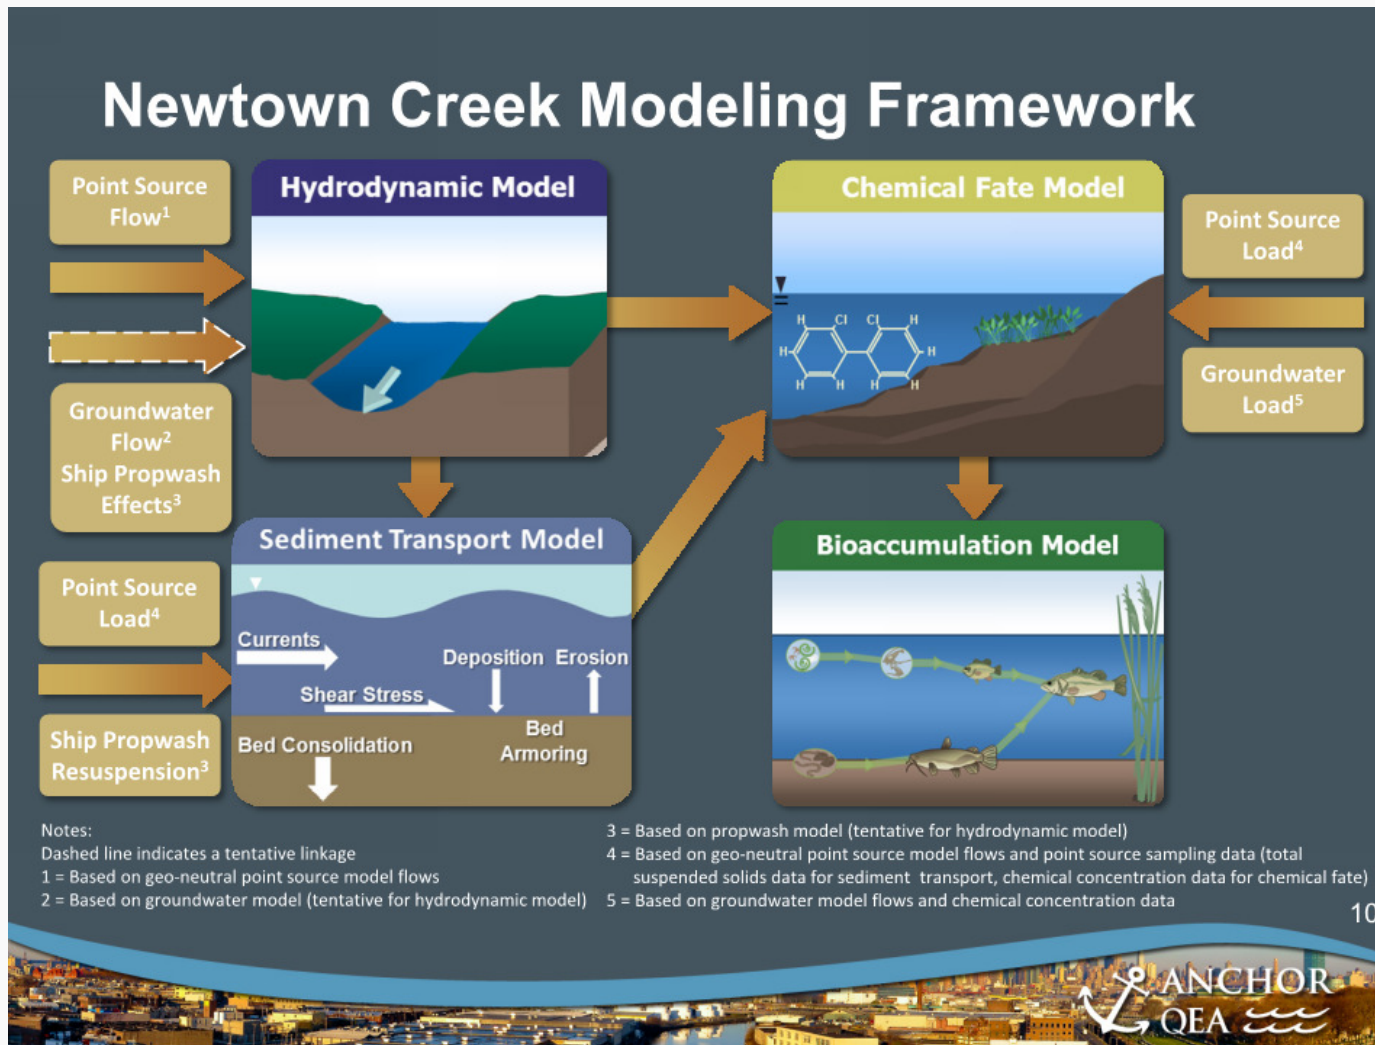 Newtown Creek Modeling Framework
Point Source
Flow¹
Hydrodynamic Model
Groundwater
Flow²
Ship Propwash
Effects³
Chemical Fate Model
H
Cl
Cl
H
H
H
H
H
H
H
Point Source
Load⁴
Groundwater
Load⁵
Point Source
Load⁴
Ship Propwash
Resuspension³
Sediment Transport Model
Currents
Deposition
Erosion
Shear Stress
Bed Consolidation
Bed
Armoring
Bioaccumulation Model
Notes:
Dashed line indicates a tentative linkage
1 = Based on geo-neutral point source model flows
2 = Based on groundwater model (tentative for hydrodynamic model)
3 = Based on propwash model (tentative for hydrodynamic model)
4 = Based on geo-neutral point source model flows and point source sampling data (total
suspended solids data for sediment transport, chemical concentration data for chemical fate)
5 = Based on groundwater model flows and chemical concentration data
10
ANCHOR
QEA